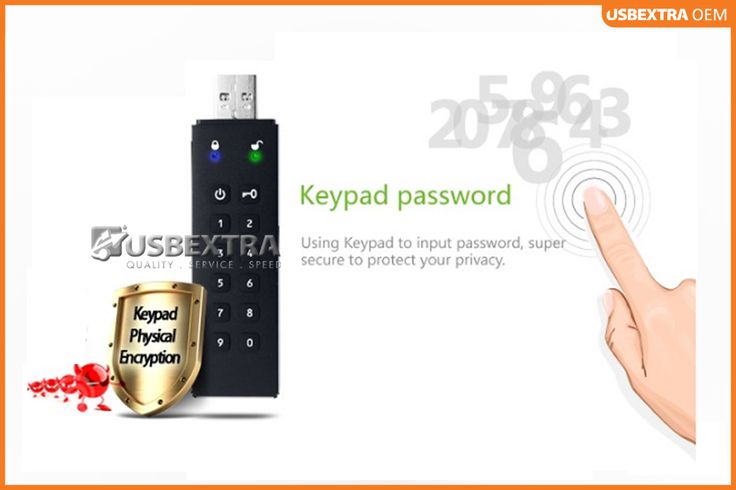 USBEXTRA OEM
Keypad password
Using Keypad to input password, super
secure to protect your privacy.
USBEXTRA
QUALITY . SERVICE . SPEED
1 2
3 4
5 6
7 8
9 0
Keypad
Physical
Encryption